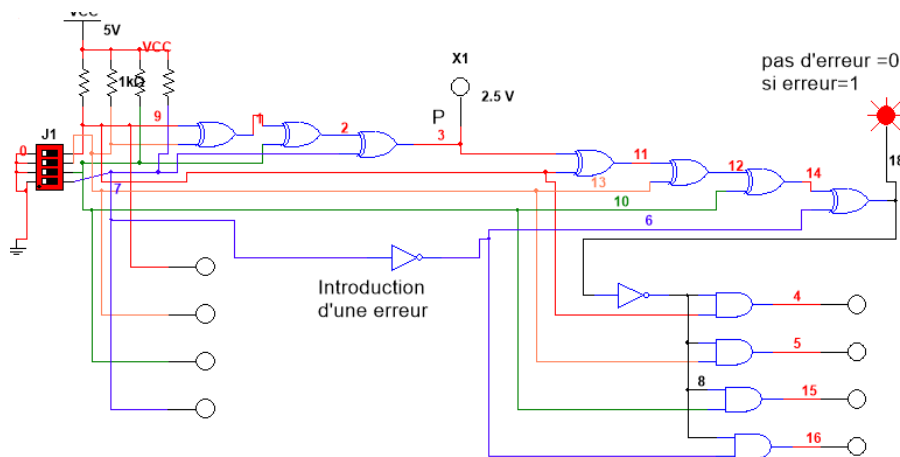 VCC
5V
VCC
1kΩ
X1
2.5 V
pas d'erreur =0
si erreur=1
J1
9
1
2
P
3
0
7
13
11
12
14
18
10
6
Introduction
d'une erreur
4
5
8
15
16